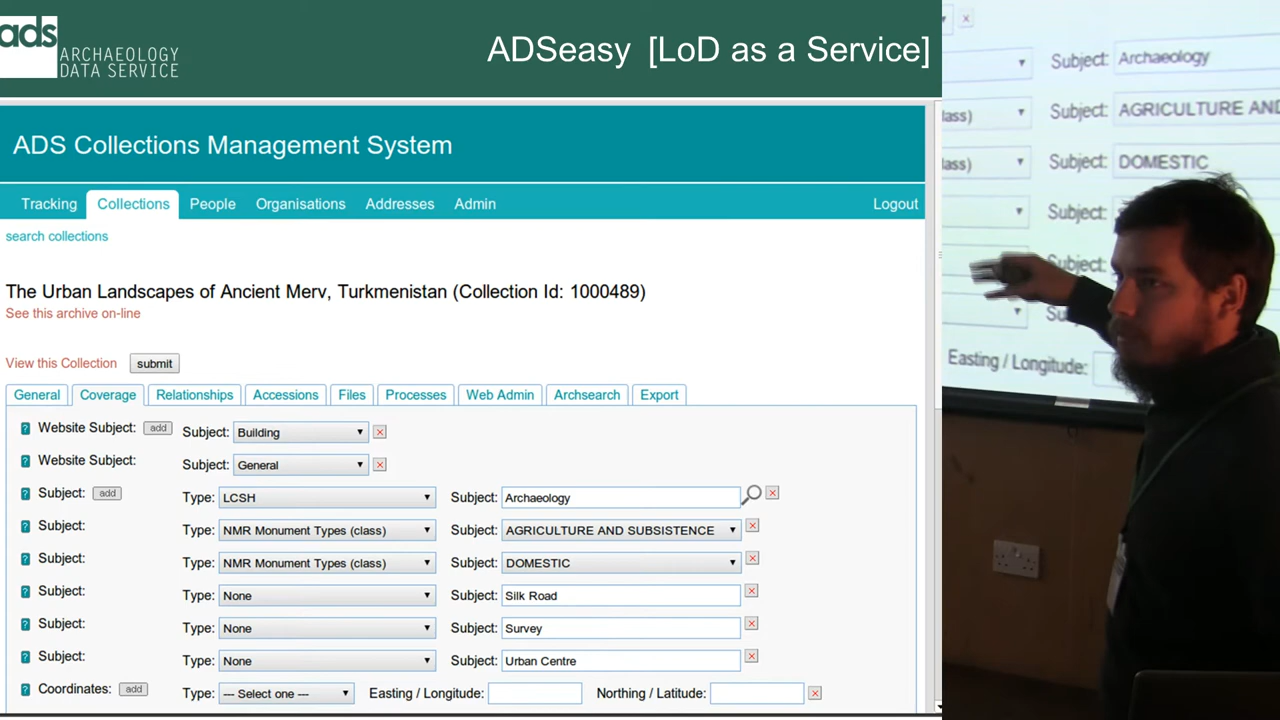 ads
ARCHAEOLOGY
DATA SERVICE
ADSeasy [LoD as a Service]
ADS Collections Management System
Tracking Collections People Organisations Addresses Admin Logout
search collections
The Urban Landscapes of Ancient Merv, Turkmenistan (Collection Id: 1000489)
See this archive on-line
View this Collection submit
General Coverage Relationships Accessions Files Processes Web Admin Archsearch Export
? Website Subject: add Subject: Building
? Website Subject: Subject: General
? Subject: add Type: LCSH Subject: Archaeology
? Subject: Type: NMR Monument Types (class) Subject: AGRICULTURE AND SUBSISTENCE
? Subject: Type: NMR Monument Types (class) Subject: DOMESTIC
? Subject: Type: None Subject: Silk Road
? Subject: Type: None Subject: Survey
? Subject: Type: None Subject: Urban Centre
? Coordinates: add Type: --- Select one --- Easting / Longitude: Northing / Latitude:
Subject: Archaeology
lass) Subject: AGRICULTURE AND
lass) Subject: DOMESTIC
Subject:
Subject:
Su
Easting / Longitude: